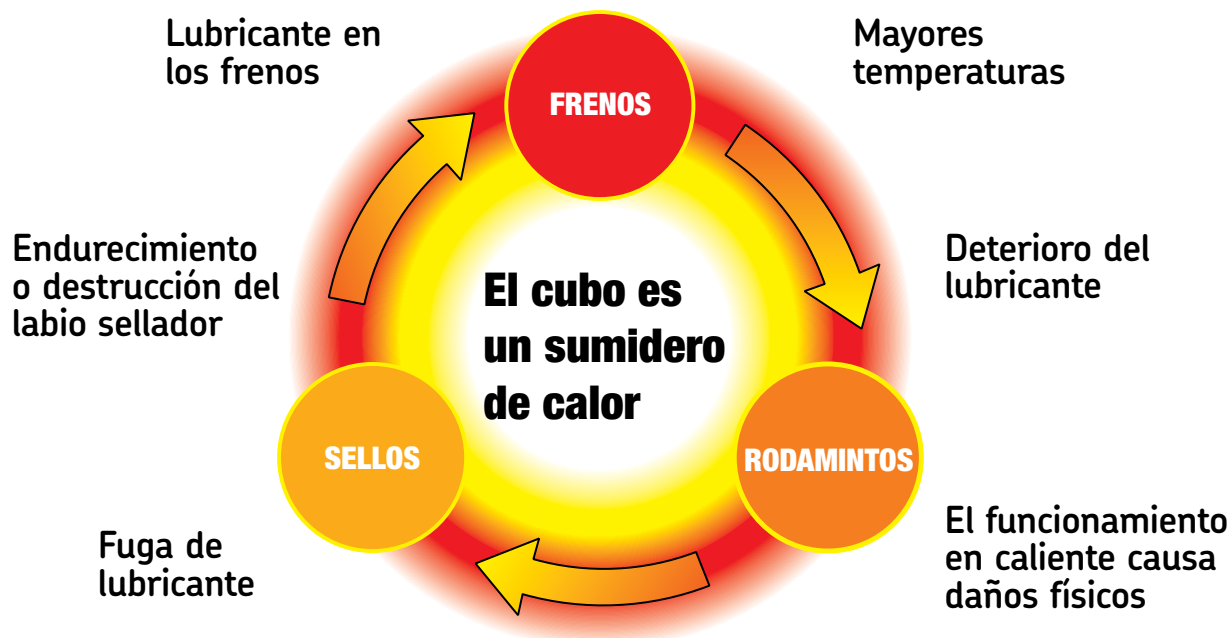 Lubricante en
los frenos
FRENOS
Mayores
temperaturas
Endurecimiento
o destrucción del
labio sellador
El cubo es
un sumidero
de calor
Deterioro del
lubricante
SELLOS
RODAMINTOS
Fuga de
lubricante
El funcionamiento
en caliente causa
daños físicos